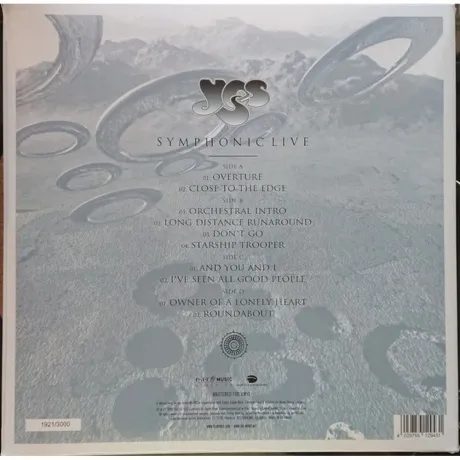 yes
SYMPHONIC LIVE
SIDE A
01. OVERTURE
02. CLOSE TO THE EDGE
SIDE B
01. ORCHESTRAL INTRO
02. LONG DISTANCE RUNAROUND
03. DON'T GO
04. STARSHIP TROOPER
SIDE C
01. AND YOU AND I
02. I'VE SEEN ALL GOOD PEOPLE
SIDE D
01. OWNER OF A LONELY HEART
02. ROUNDABOUT
MUSIC
1921/3000